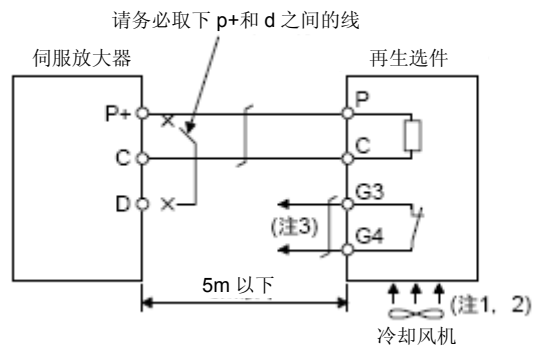 请务必取下 p+和 d 之间的线
伺服放大器
再生选件
P+
P
C
C
D
G3
(注3)
G4
5m 以下
(注1, 2)
冷却风机